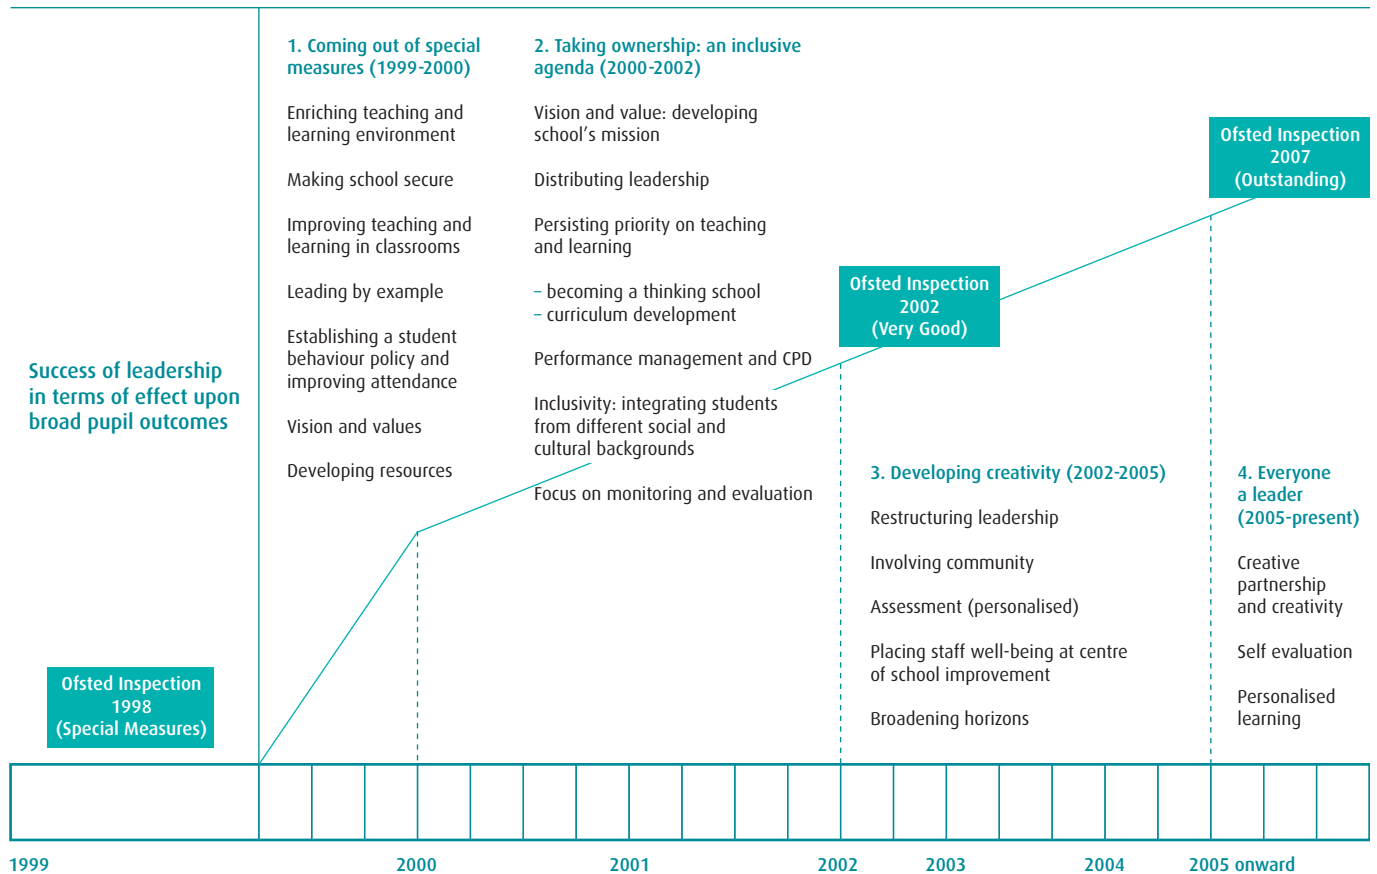 1. Coming out of special
measures (1999-2000)
Enriching teaching and
learning environment
Making school secure
Improving teaching and
learning in classrooms
Leading by example
Establishing a student
behaviour policy and
improving attendance
Vision and values
Developing resources
2. Taking ownership: an inclusive
agenda (2000-2002)
Vision and value: developing
school’s mission
Distributing leadership
Persisting priority on teaching
and learning
– becoming a thinking school
– curriculum development
Performance management and CPD
Inclusivity: integrating students
from different social and
cultural backgrounds
Focus on monitoring and evaluation
Ofsted Inspection
2007
(Outstanding)
Ofsted Inspection
2002
(Very Good)
Success of leadership
in terms of effect upon
broad pupil outcomes
3. Developing creativity (2002-2005)
Restructuring leadership
Involving community
Assessment (personalised)
Placing staff well-being at centre
of school improvement
Broadening horizons
4. Everyone
a leader
(2005-present)
Creative
partnership
and creativity
Self evaluation
Personalised
learning
Ofsted Inspection
1998
(Special Measures)
1999 2000 2001 2002 2003 2004 2005 onward